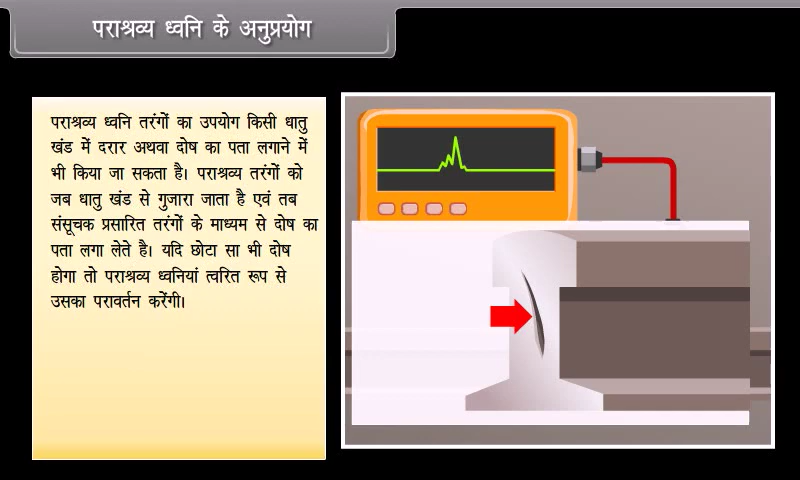 पराश्रव्य ध्वनि के अनुप्रयोग
पराश्रव्य ध्वनि तरंगों का उपयोग किसी धातु
खंड में दरार अथवा दोष का पता लगाने में
भी किया जा सकता है। पराश्रव्य तरंगों को
जब धातु खंड से गुजारा जाता है एवं तब
संसूचक प्रसारित तरंगों के माध्यम से दोष का
पता लगा लेते है। यदि छोटा सा भी दोष
होगा तो पराश्रव्य ध्वनियां त्वरित रूप से
उसका परावर्तन करेंगी।